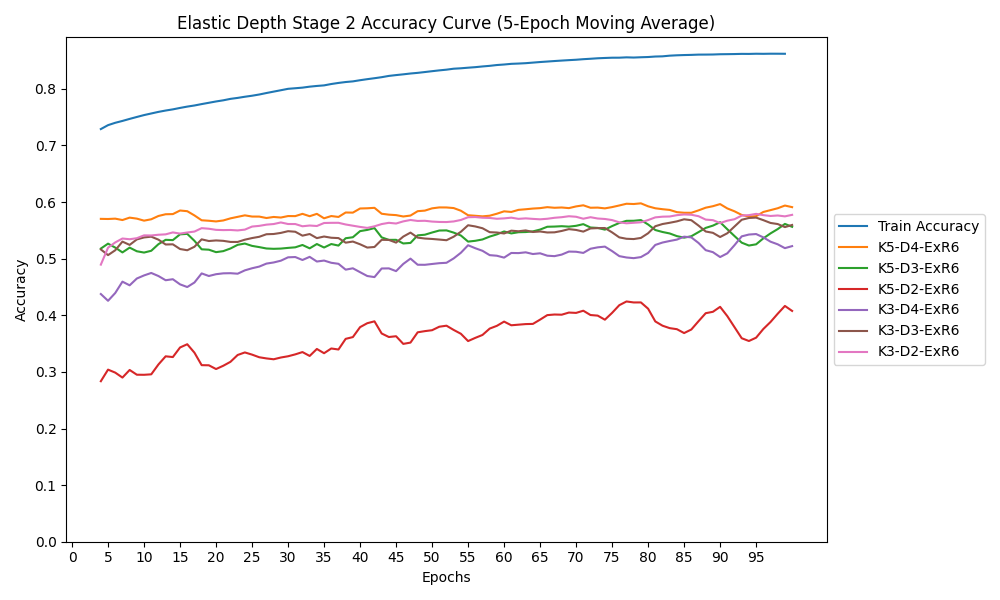 Elastic Depth Stage 2 Accuracy Curve (5-Epoch Moving Average)
Accuracy
0.8
0.7
0.6
0.5
0.4
0.3
0.2
0.1
0.0
0 5 10 15 20 25 30 35 40 45 50 55 60 65 70 75 80 85 90 95
Epochs
Train Accuracy
K5-D4-ExR6
K5-D3-ExR6
K5-D2-ExR6
K3-D4-ExR6
K3-D3-ExR6
K3-D2-ExR6